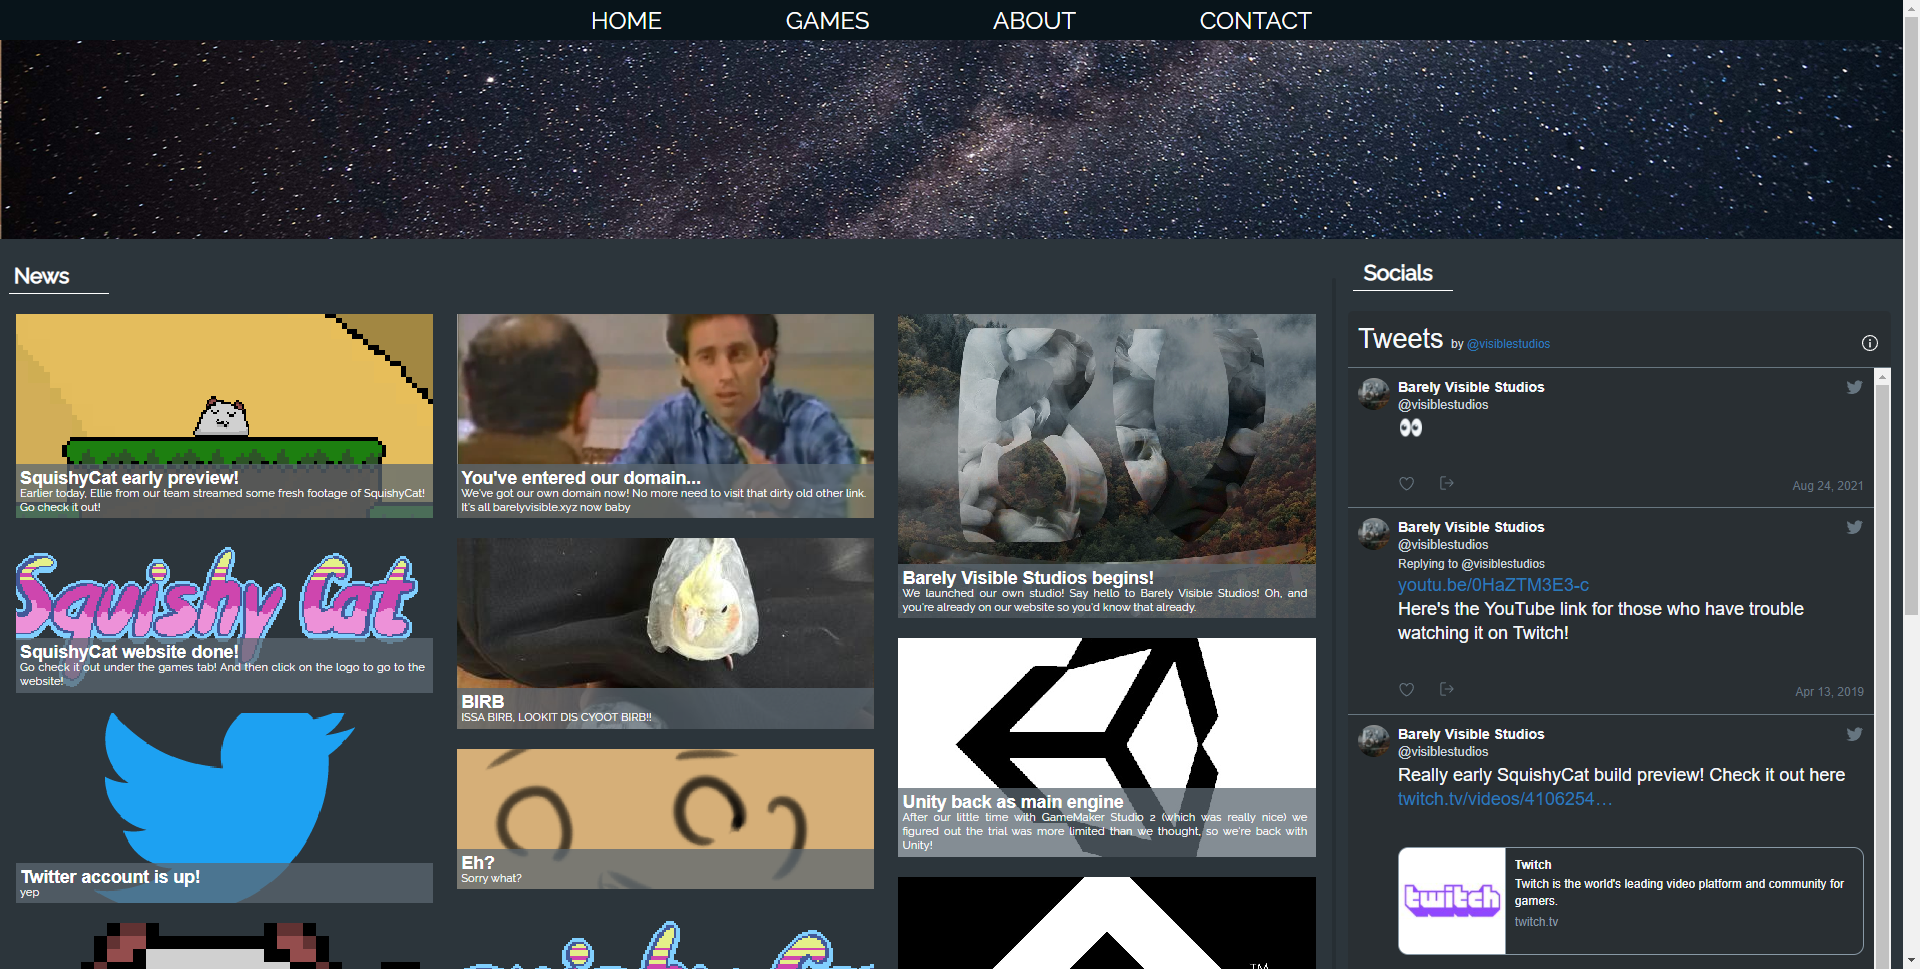 HOME GAMES ABOUT CONTACT
News
SquishyCat early preview!
Earlier today, Ellie from our team streamed some fresh footage of SquishyCat!
Go check it out!
You've entered our domain...
We've got our own domain now! No more need to visit that dirty old other link.
It's all barelyvisible.xyz now baby
BV
Barely Visible Studios begins!
We launched our own studio! Say hello to Barely Visible Studios! Oh, and
you're already on our website so you'd know that already.
Squishy Cat
SquishyCat website done!
Go check it out under the games tab! And then click on the logo to go to the
website!
BIRB
ISSA BIRB, LOOKIT DIS CYOOT BIRB!!
Unity back as main engine
After our little time with GameMaker Studio 2 (which was really nice) we
figured out the trial was more limited than we thought, so we're back with
Unity!
Twitter account is up!
yep
Eh?
Sorry what?
TM
Socials
Tweets by @visiblestudios
Barely Visible Studios
@visiblestudios
👀
Aug 24, 2021
Barely Visible Studios
@visiblestudios
Replying to @visiblestudios
youtu.be/0HaZTM3E3-c
Here's the YouTube link for those who have trouble
watching it on Twitch!
Apr 13, 2019
Barely Visible Studios
@visiblestudios
Really early SquishyCat build preview! Check it out here
twitch.tv/videos/4106254…
twitch
Twitch
Twitch is the world's leading video platform and community for
gamers.
twitch.tv